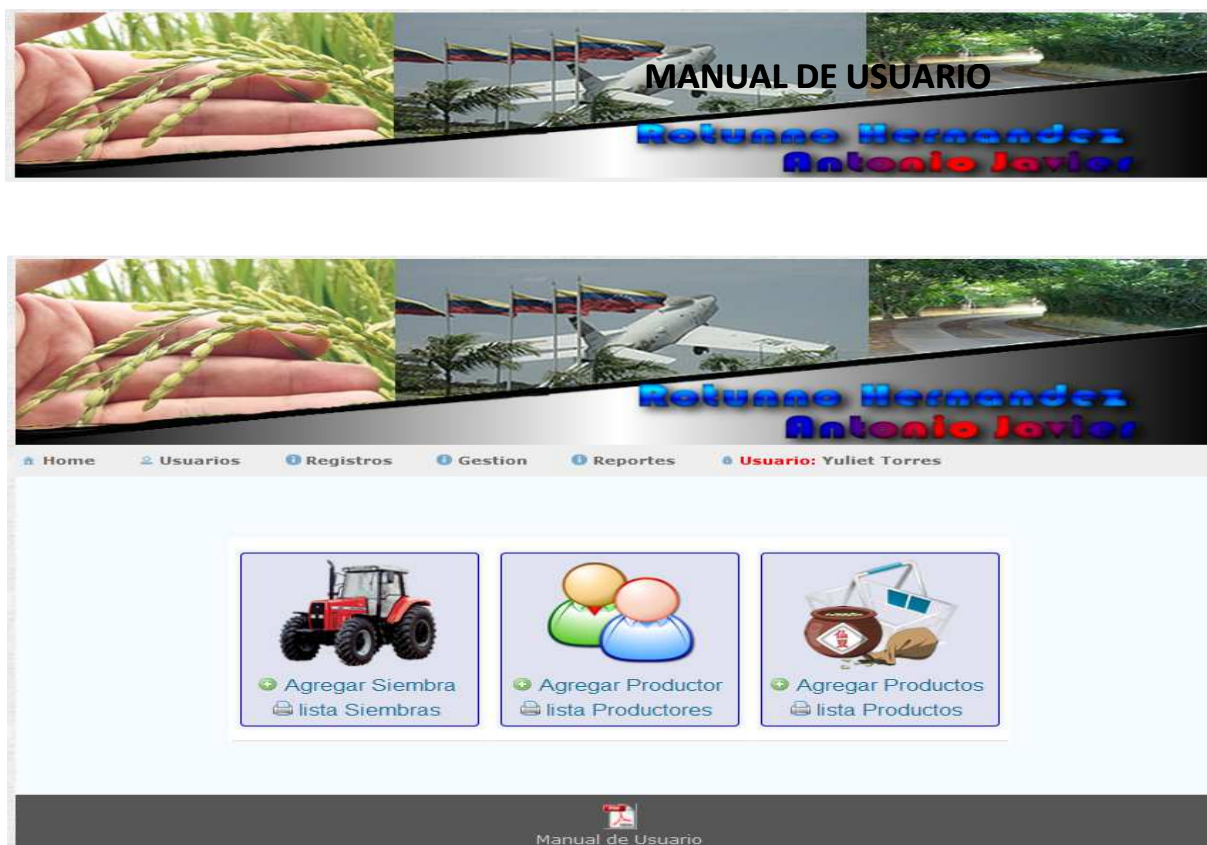 MANUAL DE USUARIO
Rotunno Hernandez
Antonio Javier
Rotunno Hernandez
Antonio Javier
Home Usuarios Registros Gestion Reportes Usuario: Yuliet Torres
Agregar Siembra
lista Siembras
Agregar Productor
lista Productores
Agregar Productos
lista Productos
Manual de Usuario